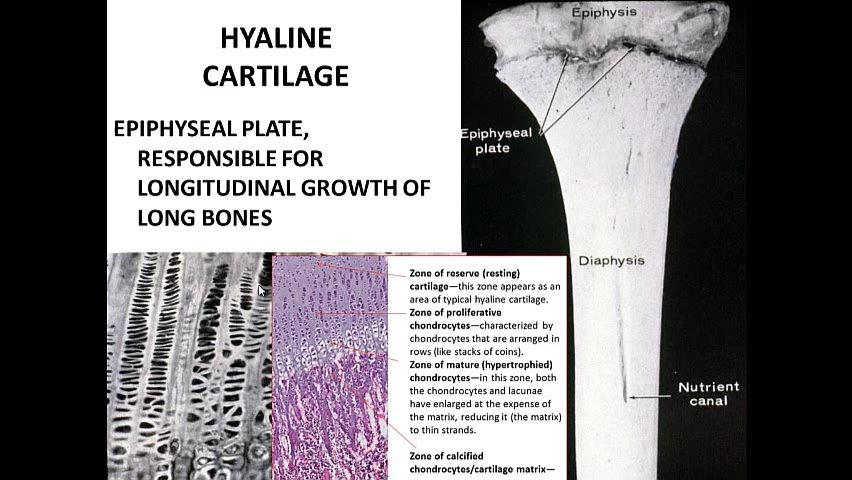 HYALINE
CARTILAGE
EPIPHYSEAL PLATE,
RESPONSIBLE FOR
LONGITUDINAL GROWTH OF
LONG BONES
Epiphysis
Epiphyseal
plate
Diaphysis
Nutrient
canal
Zone of reserve (resting)
cartilage—this zone appears as an
area of typical hyaline cartilage.
Zone of proliferative
chondrocytes—characterized by
chondrocytes that are arranged in
rows (like stacks of coins).
Zone of mature (hypertrophied)
chondrocytes—in this zone, both
the chondrocytes and lacunae
have enlarged at the expense of
the matrix, reducing it (the matrix)
to thin strands.
Zone of calcified
chondrocytes/cartilage matrix—